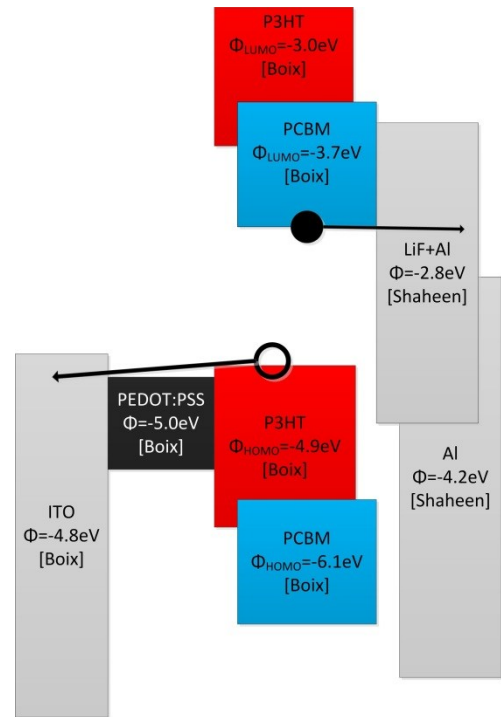 P3HT
ΦLUMO=-3.0eV
[Boix]
PCBM
ΦLUMO=-3.7eV
[Boix]
LiF+Al
Φ=-2.8eV
[Shaheen]
PEDOT:PSS
Φ=-5.0eV
[Boix]
P3HT
ΦHOMO=-4.9eV
[Boix]
Al
Φ=-4.2eV
[Shaheen]
ITO
Φ=-4.8eV
[Boix]
PCBM
ΦHOMO=-6.1eV
[Boix]